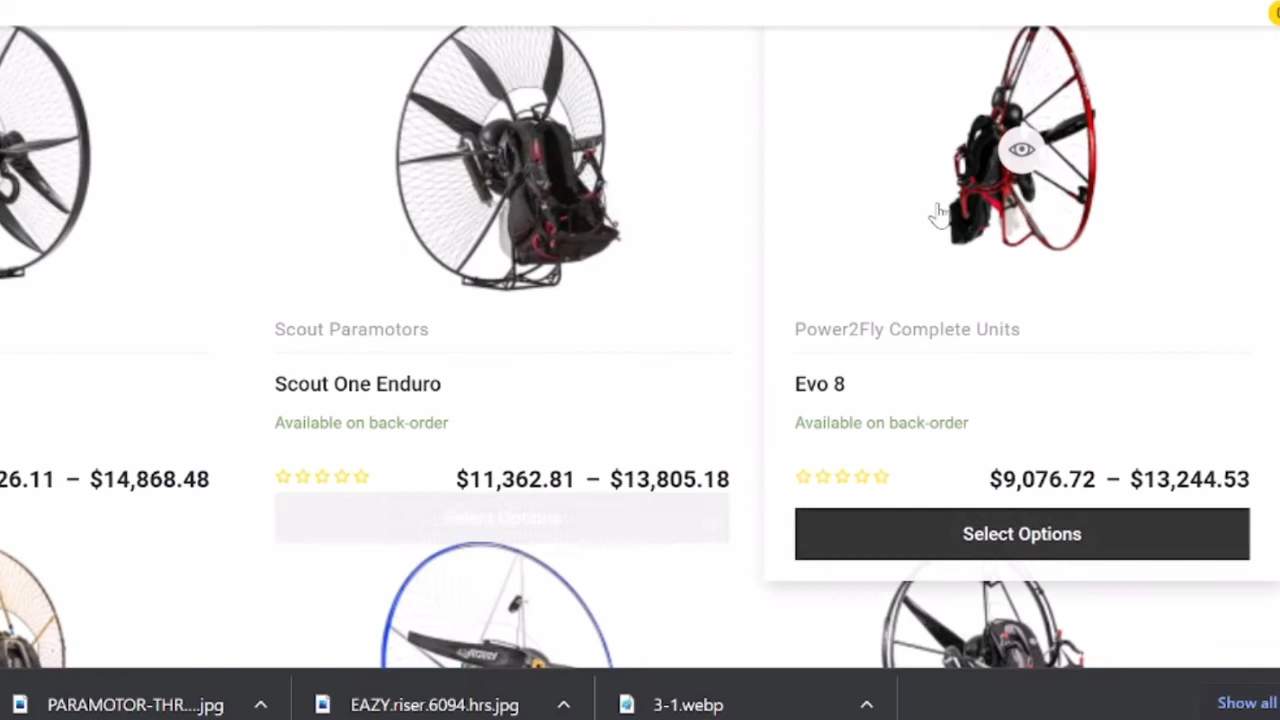 Scout Paramotors
Power2Fly Complete Units
Scout One Enduro
Evo 8
Available on back-order
Available on back-order
26.11 – $14,868.48
$11,362.81 – $13,805.18
$9,076.72 – $13,244.53
Select Options
Select Options
PARAMOTOR-THR....jpg
EAZY.riser.6094.hrs.jpg
3-1.webp
Show all